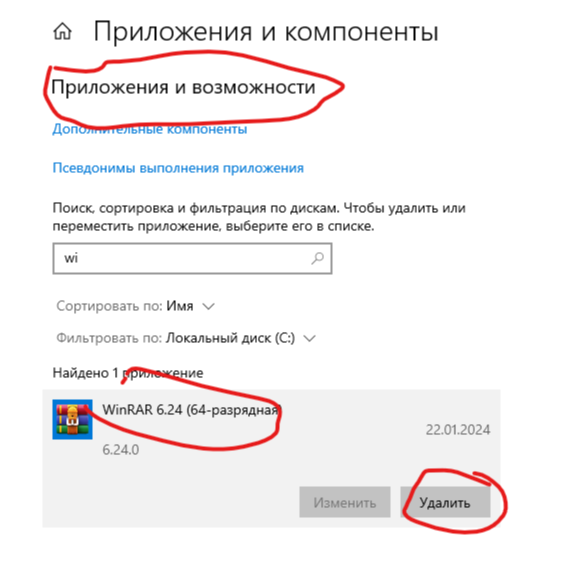 Приложения и компоненты
Приложения и возможности
Дополнительные компоненты
Псевдонимы выполнения приложения
Поиск, сортировка и фильтрация по дискам. Чтобы удалить или
переместить приложение, выберите его в списке.
wi
Сортировать по: Имя
Фильтровать по: Локальный диск (C:)
Найдено 1 приложение
WinRAR 6.24 (64-разрядная
22.01.2024
6.24.0
Изменить
Удалить